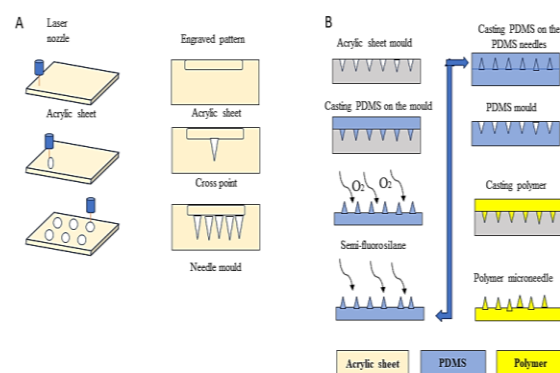 A
Laser
nozzle
Engraved pattern
Acrylic sheet
Acrylic sheet
Cross point
Needle mould
B
Acrylic sheet mould
Casting PDMS on the mould
O2
O2
Semi-fluorosilane
Casting PDMS on the
PDMS needles
PDMS mould
Casting polymer
Polymer microneedle
Acrylic sheet
PDMS
Polymer